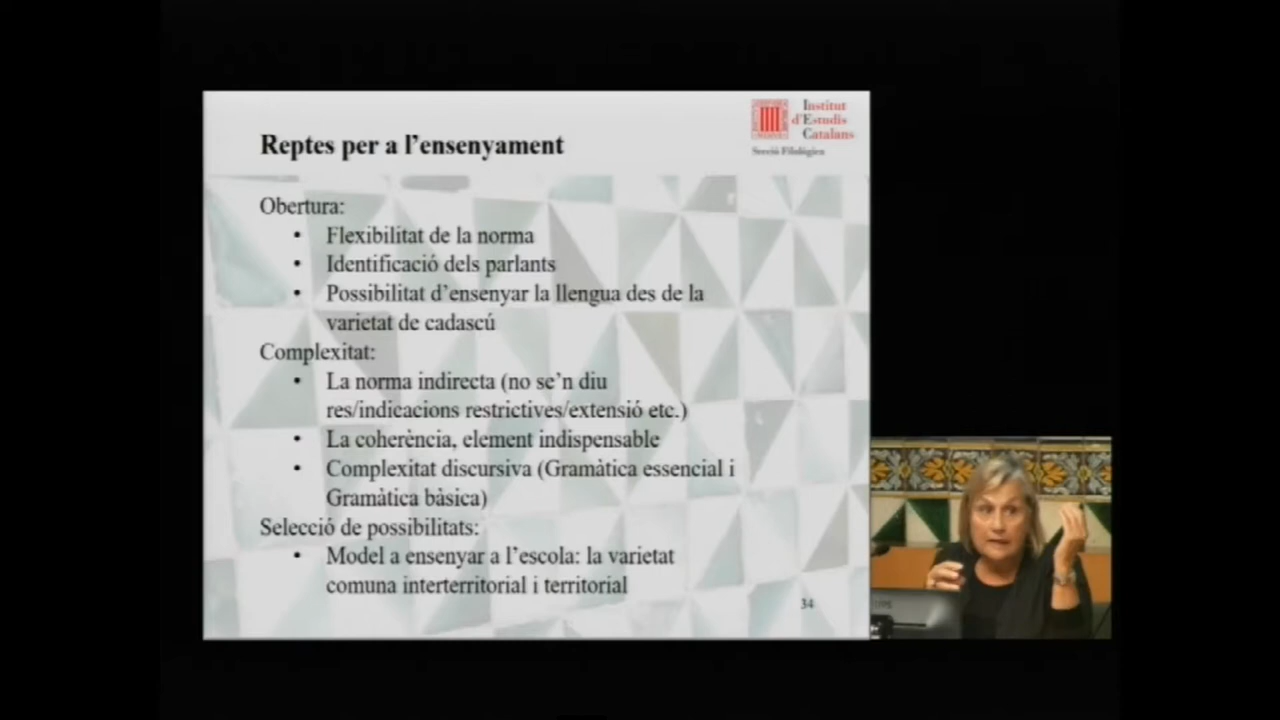 Institut
d'Estudis
Catalans
Secció Filològica
Reptes per a l'ensenyament
Obertura:
• Flexibilitat de la norma
• Identificació dels parlants
• Possibilitat d'ensenyar la llengua des de la
varietat de cadascú
Complexitat:
• La norma indirecta (no se'n diu
res/indicacions restrictives/extensió etc.)
• La coherència, element indispensable
• Complexitat discursiva (Gramàtica essencial i
Gramàtica bàsica)
Selecció de possibilitats:
• Model a ensenyar a l'escola: la varietat
comuna interterritorial i territorial
34